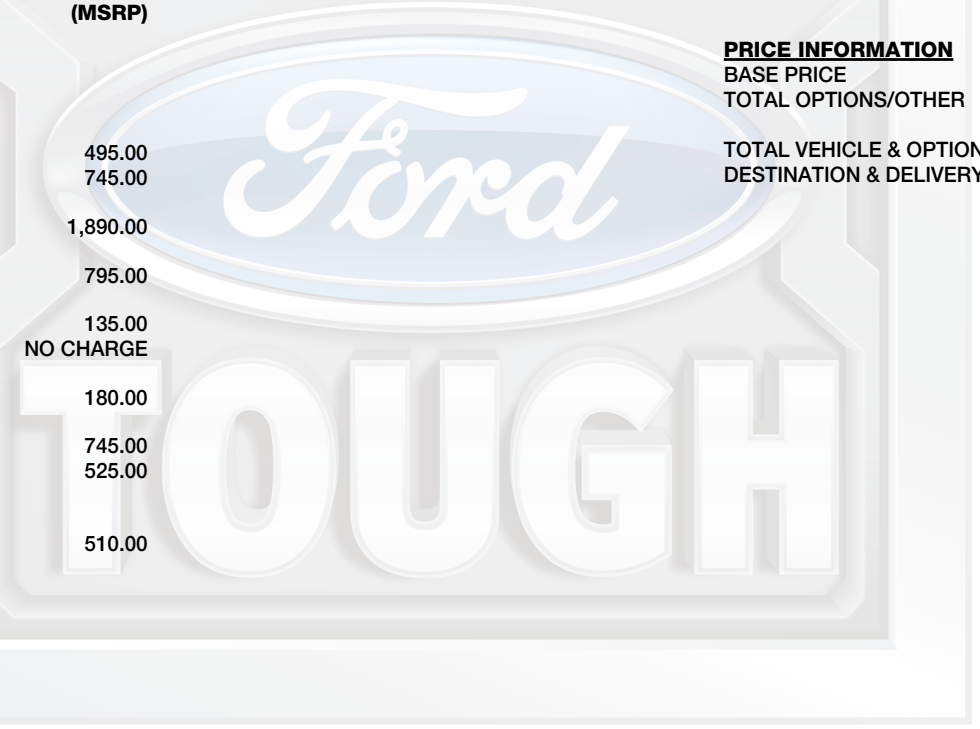 (MSRP)
495.00
745.00
1,890.00
795.00
135.00
NO CHARGE
180.00
745.00
525.00
510.00
PRICE INFORMATION
BASE PRICE
TOTAL OPTIONS/OTHER
TOTAL VEHICLE & OPTION
DESTINATION & DELIVERY
Ford
TOUGH